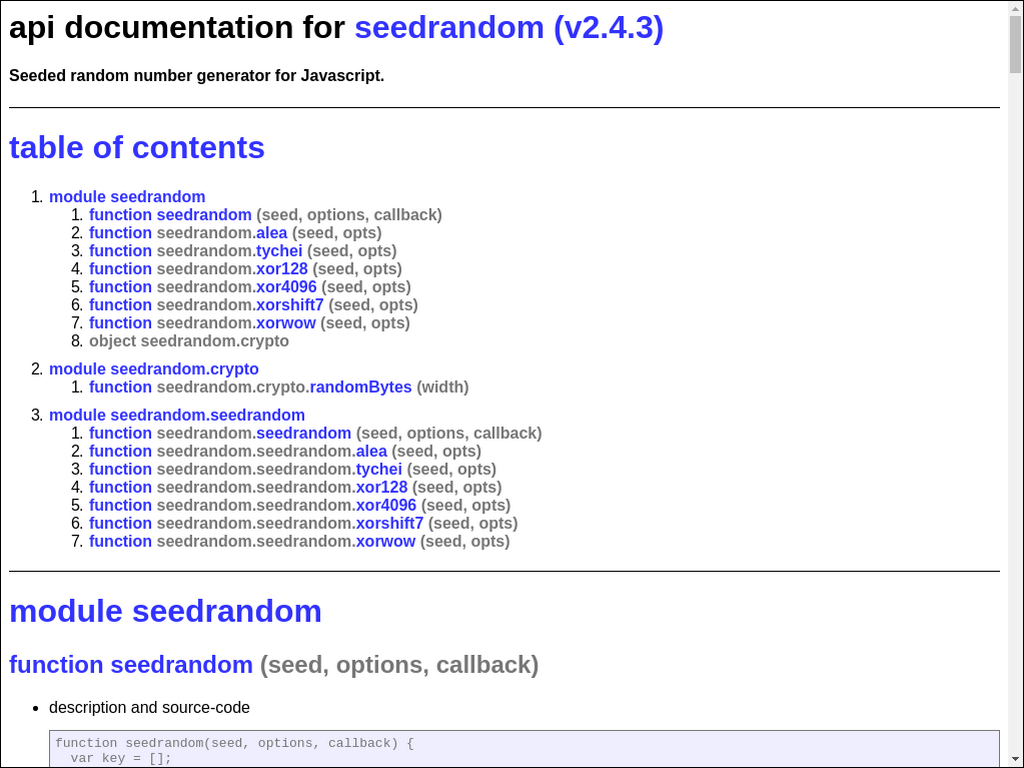 api documentation for seedrandom (v2.4.3)
Seeded random number generator for Javascript.
table of contents
1. module seedrandom
1. function seedrandom (seed, options, callback)
2. function seedrandom.alea (seed, opts)
3. function seedrandom.tychei (seed, opts)
4. function seedrandom.xor128 (seed, opts)
5. function seedrandom.xor4096 (seed, opts)
6. function seedrandom.xorshift7 (seed, opts)
7. function seedrandom.xorwow (seed, opts)
8. object seedrandom.crypto
2. module seedrandom.crypto
1. function seedrandom.crypto.randomBytes (width)
3. module seedrandom.seedrandom
1. function seedrandom.seedrandom (seed, options, callback)
2. function seedrandom.seedrandom.alea (seed, opts)
3. function seedrandom.seedrandom.tychei (seed, opts)
4. function seedrandom.seedrandom.xor128 (seed, opts)
5. function seedrandom.seedrandom.xor4096 (seed, opts)
6. function seedrandom.seedrandom.xorshift7 (seed, opts)
7. function seedrandom.seedrandom.xorwow (seed, opts)
module seedrandom
function seedrandom (seed, options, callback)
• description and source-code
function seedrandom(seed, options, callback) {
var key = [];